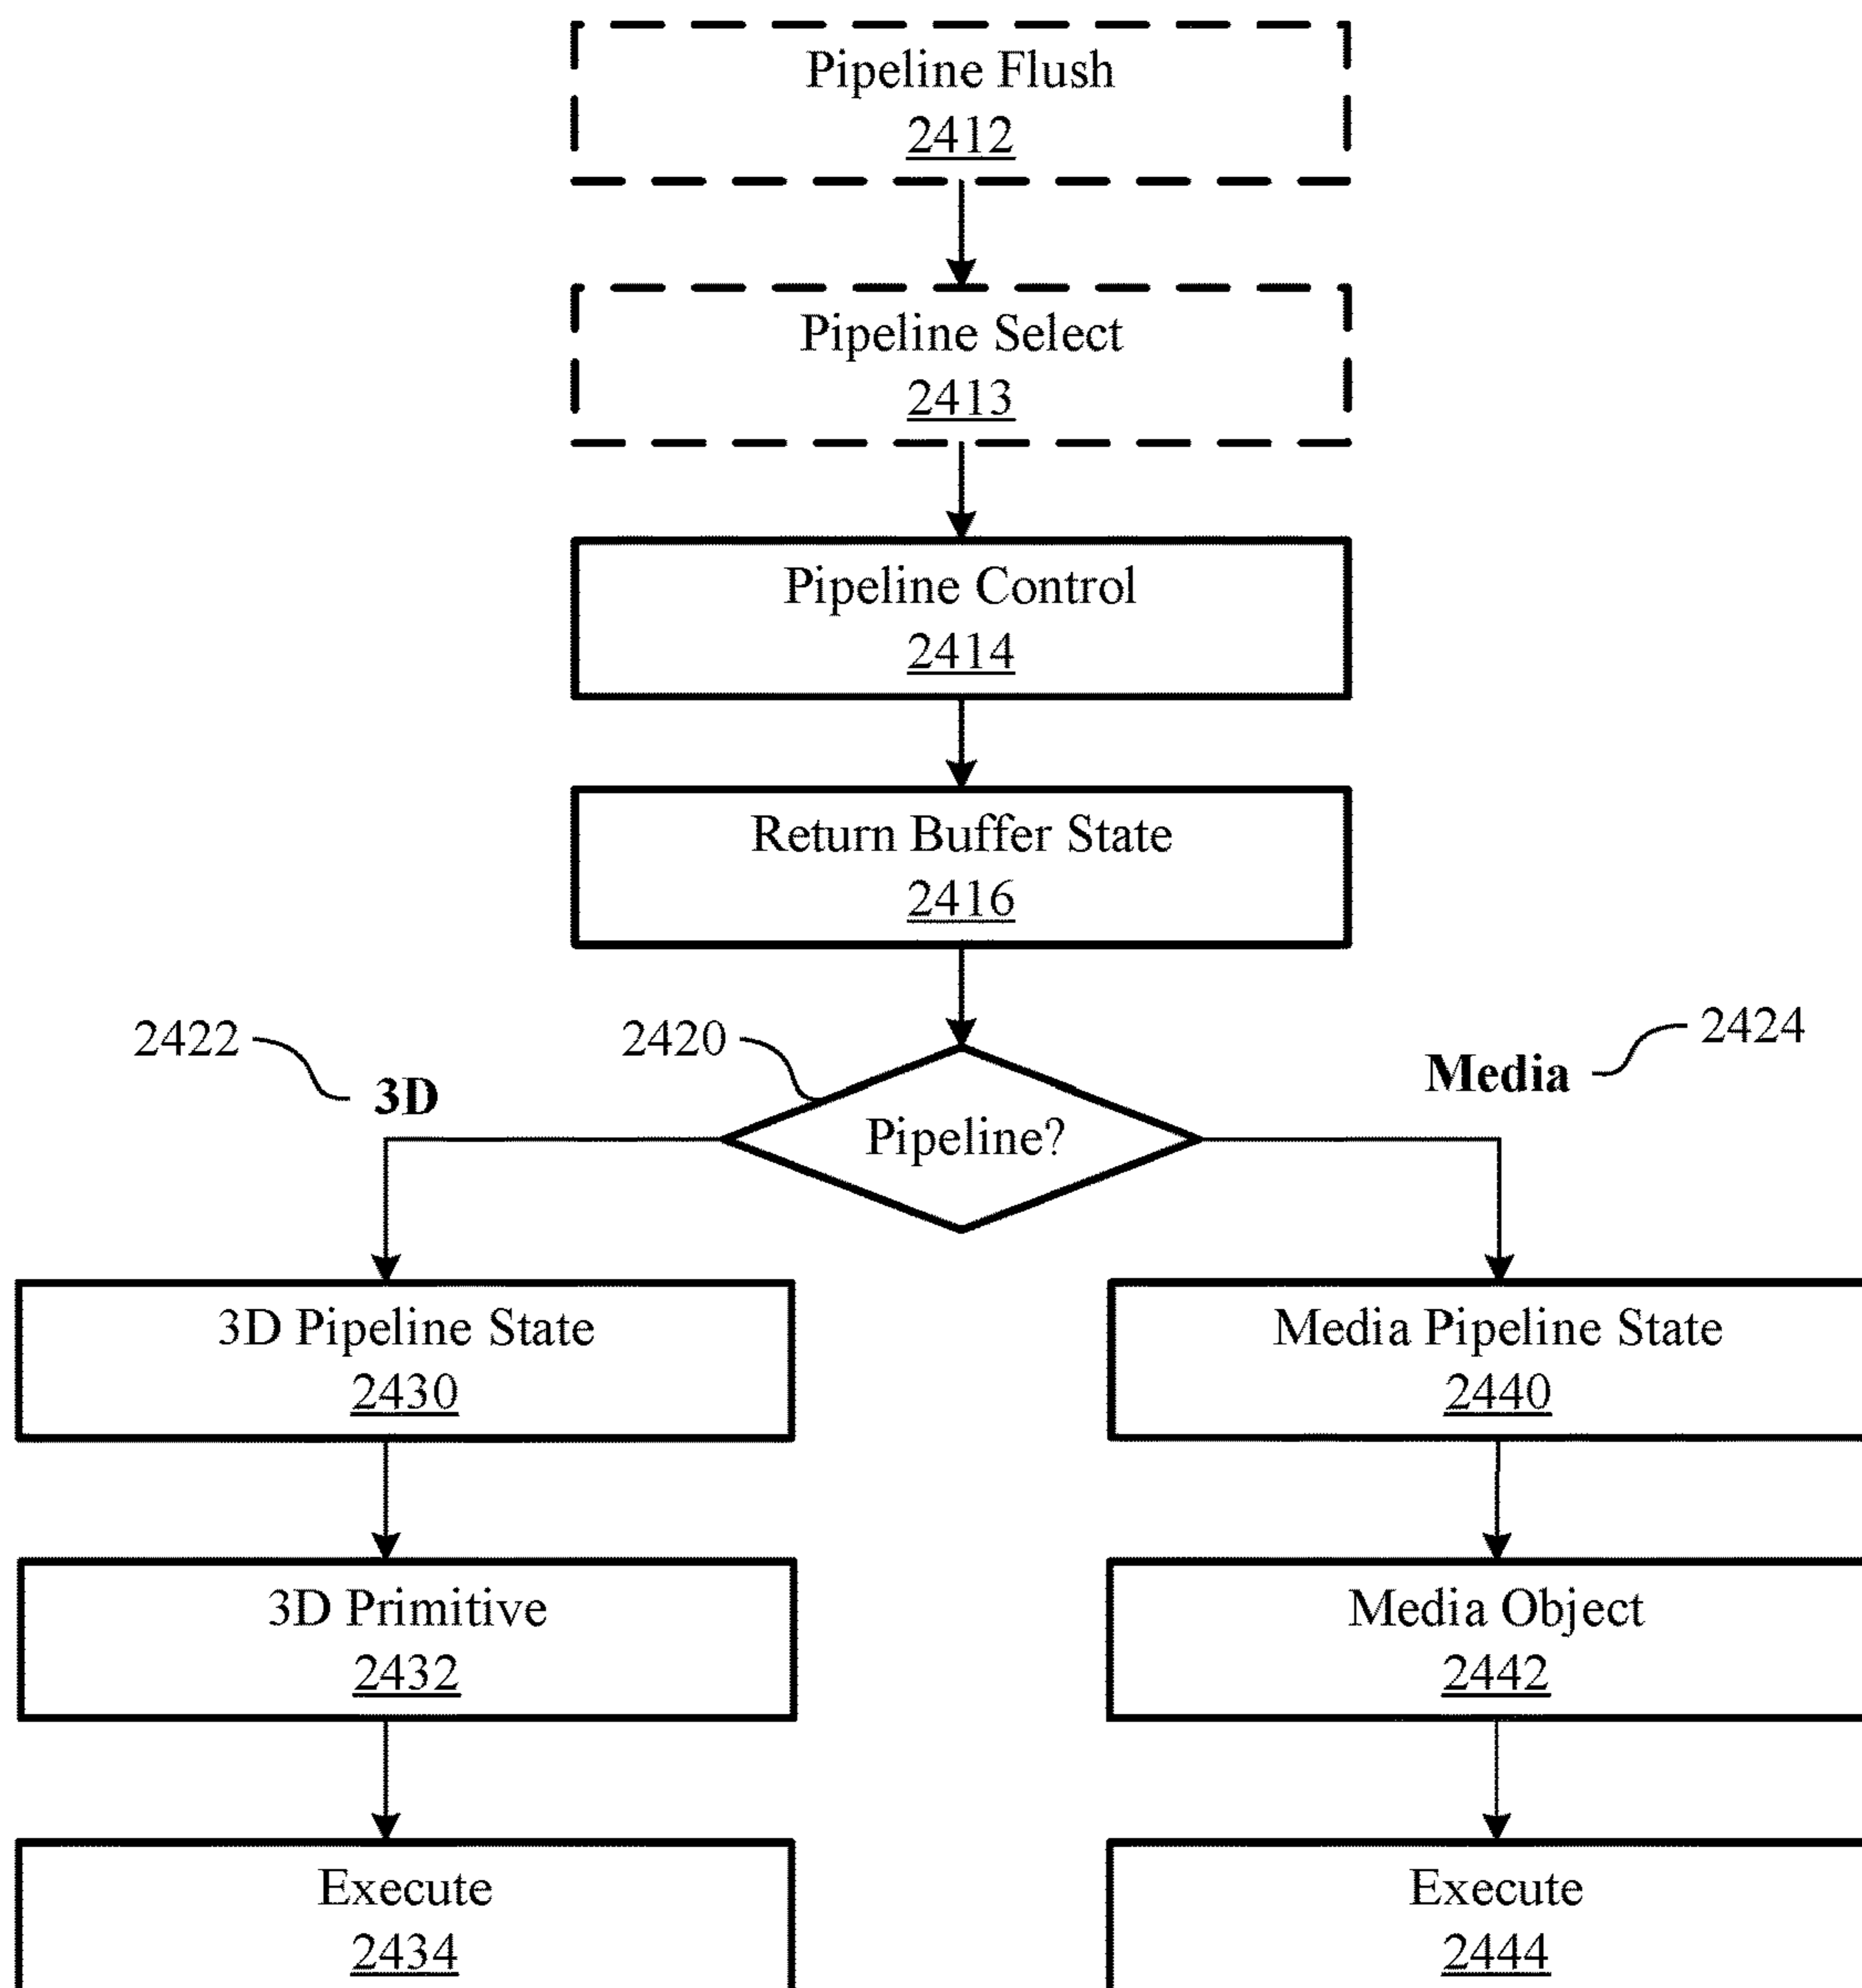 Pipeline Flush
2412
Pipeline Select
2413
Pipeline Control
2414
Return Buffer State
2416
2422
3D
2420
Pipeline?
Media
2424
3D Pipeline State
2430
Media Pipeline State
2440
3D Primitive
2432
Media Object
2442
Execute
2434
Execute
2444